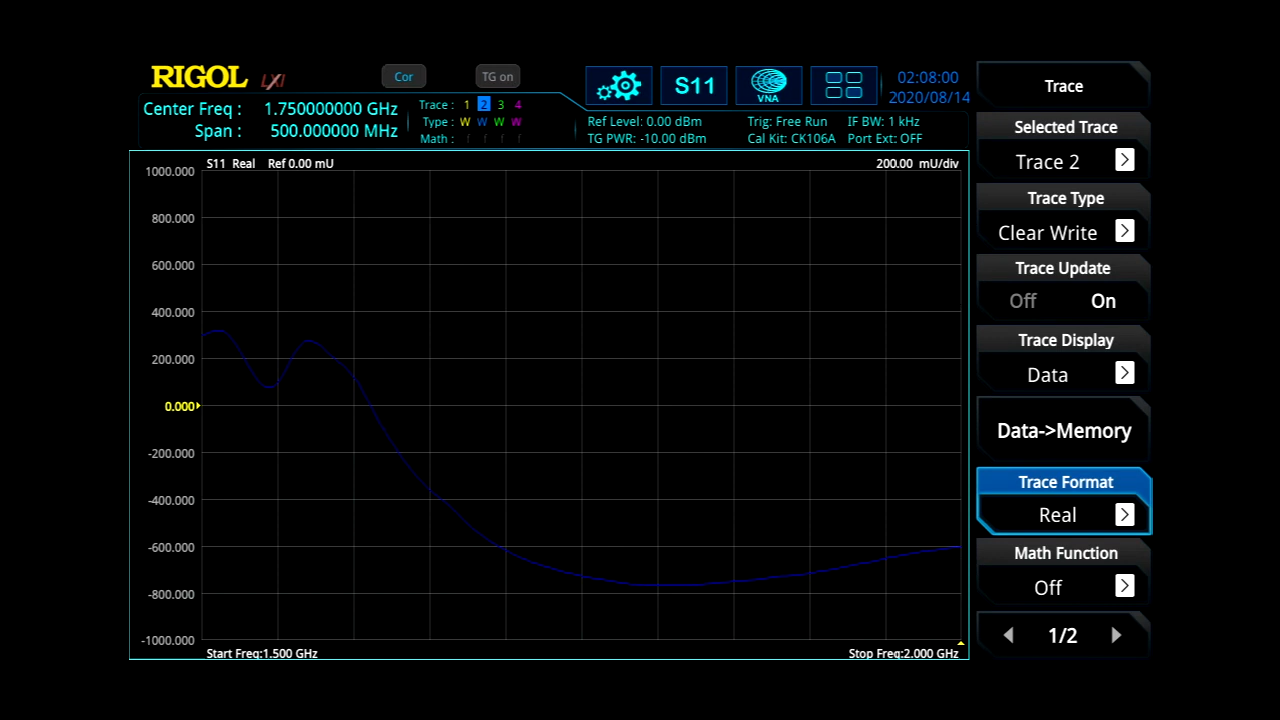 RIGOL LXI Cor TG on S11 VNA 02:08:00
2020/08/14
Center Freq : 1.750000000 GHz
Span : 500.000000 MHz
Trace : 1 2 3 4
Type : W W W W
Math : f f f f
Ref Level: 0.00 dBm Trig: Free Run IF BW: 1 kHz
TG PWR: -10.00 dBm Cal Kit: CK106A Port Ext: OFF
S11 Real Ref 0.00 mU 200.00 mU/div
1000.000
800.000
600.000
400.000
200.000
0.000
-200.000
-400.000
-600.000
-800.000
-1000.000
Start Freq:1.500 GHz Stop Freq:2.000 GHz
Trace
Selected Trace
Trace 2
Trace Type
Clear Write
Trace Update
Off On
Trace Display
Data
Data->Memory
Trace Format
Real
Math Function
Off
1/2